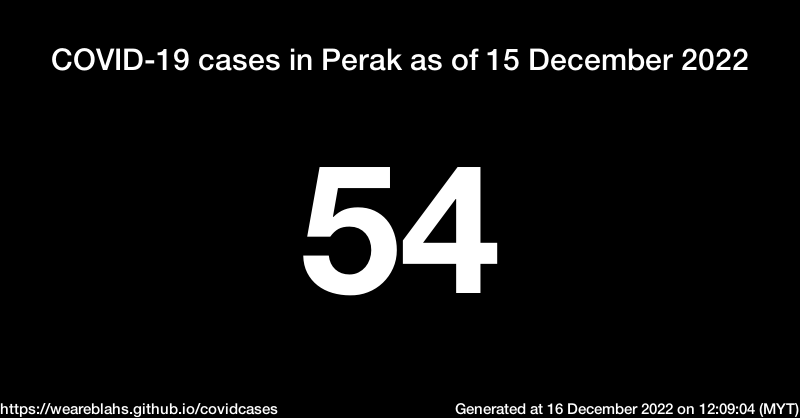 COVID-19 cases in Perak as of 15 December 2022
54
https://weareblahs.github.io/covidcases
Generated at 16 December 2022 on 12:09:04 (MYT)